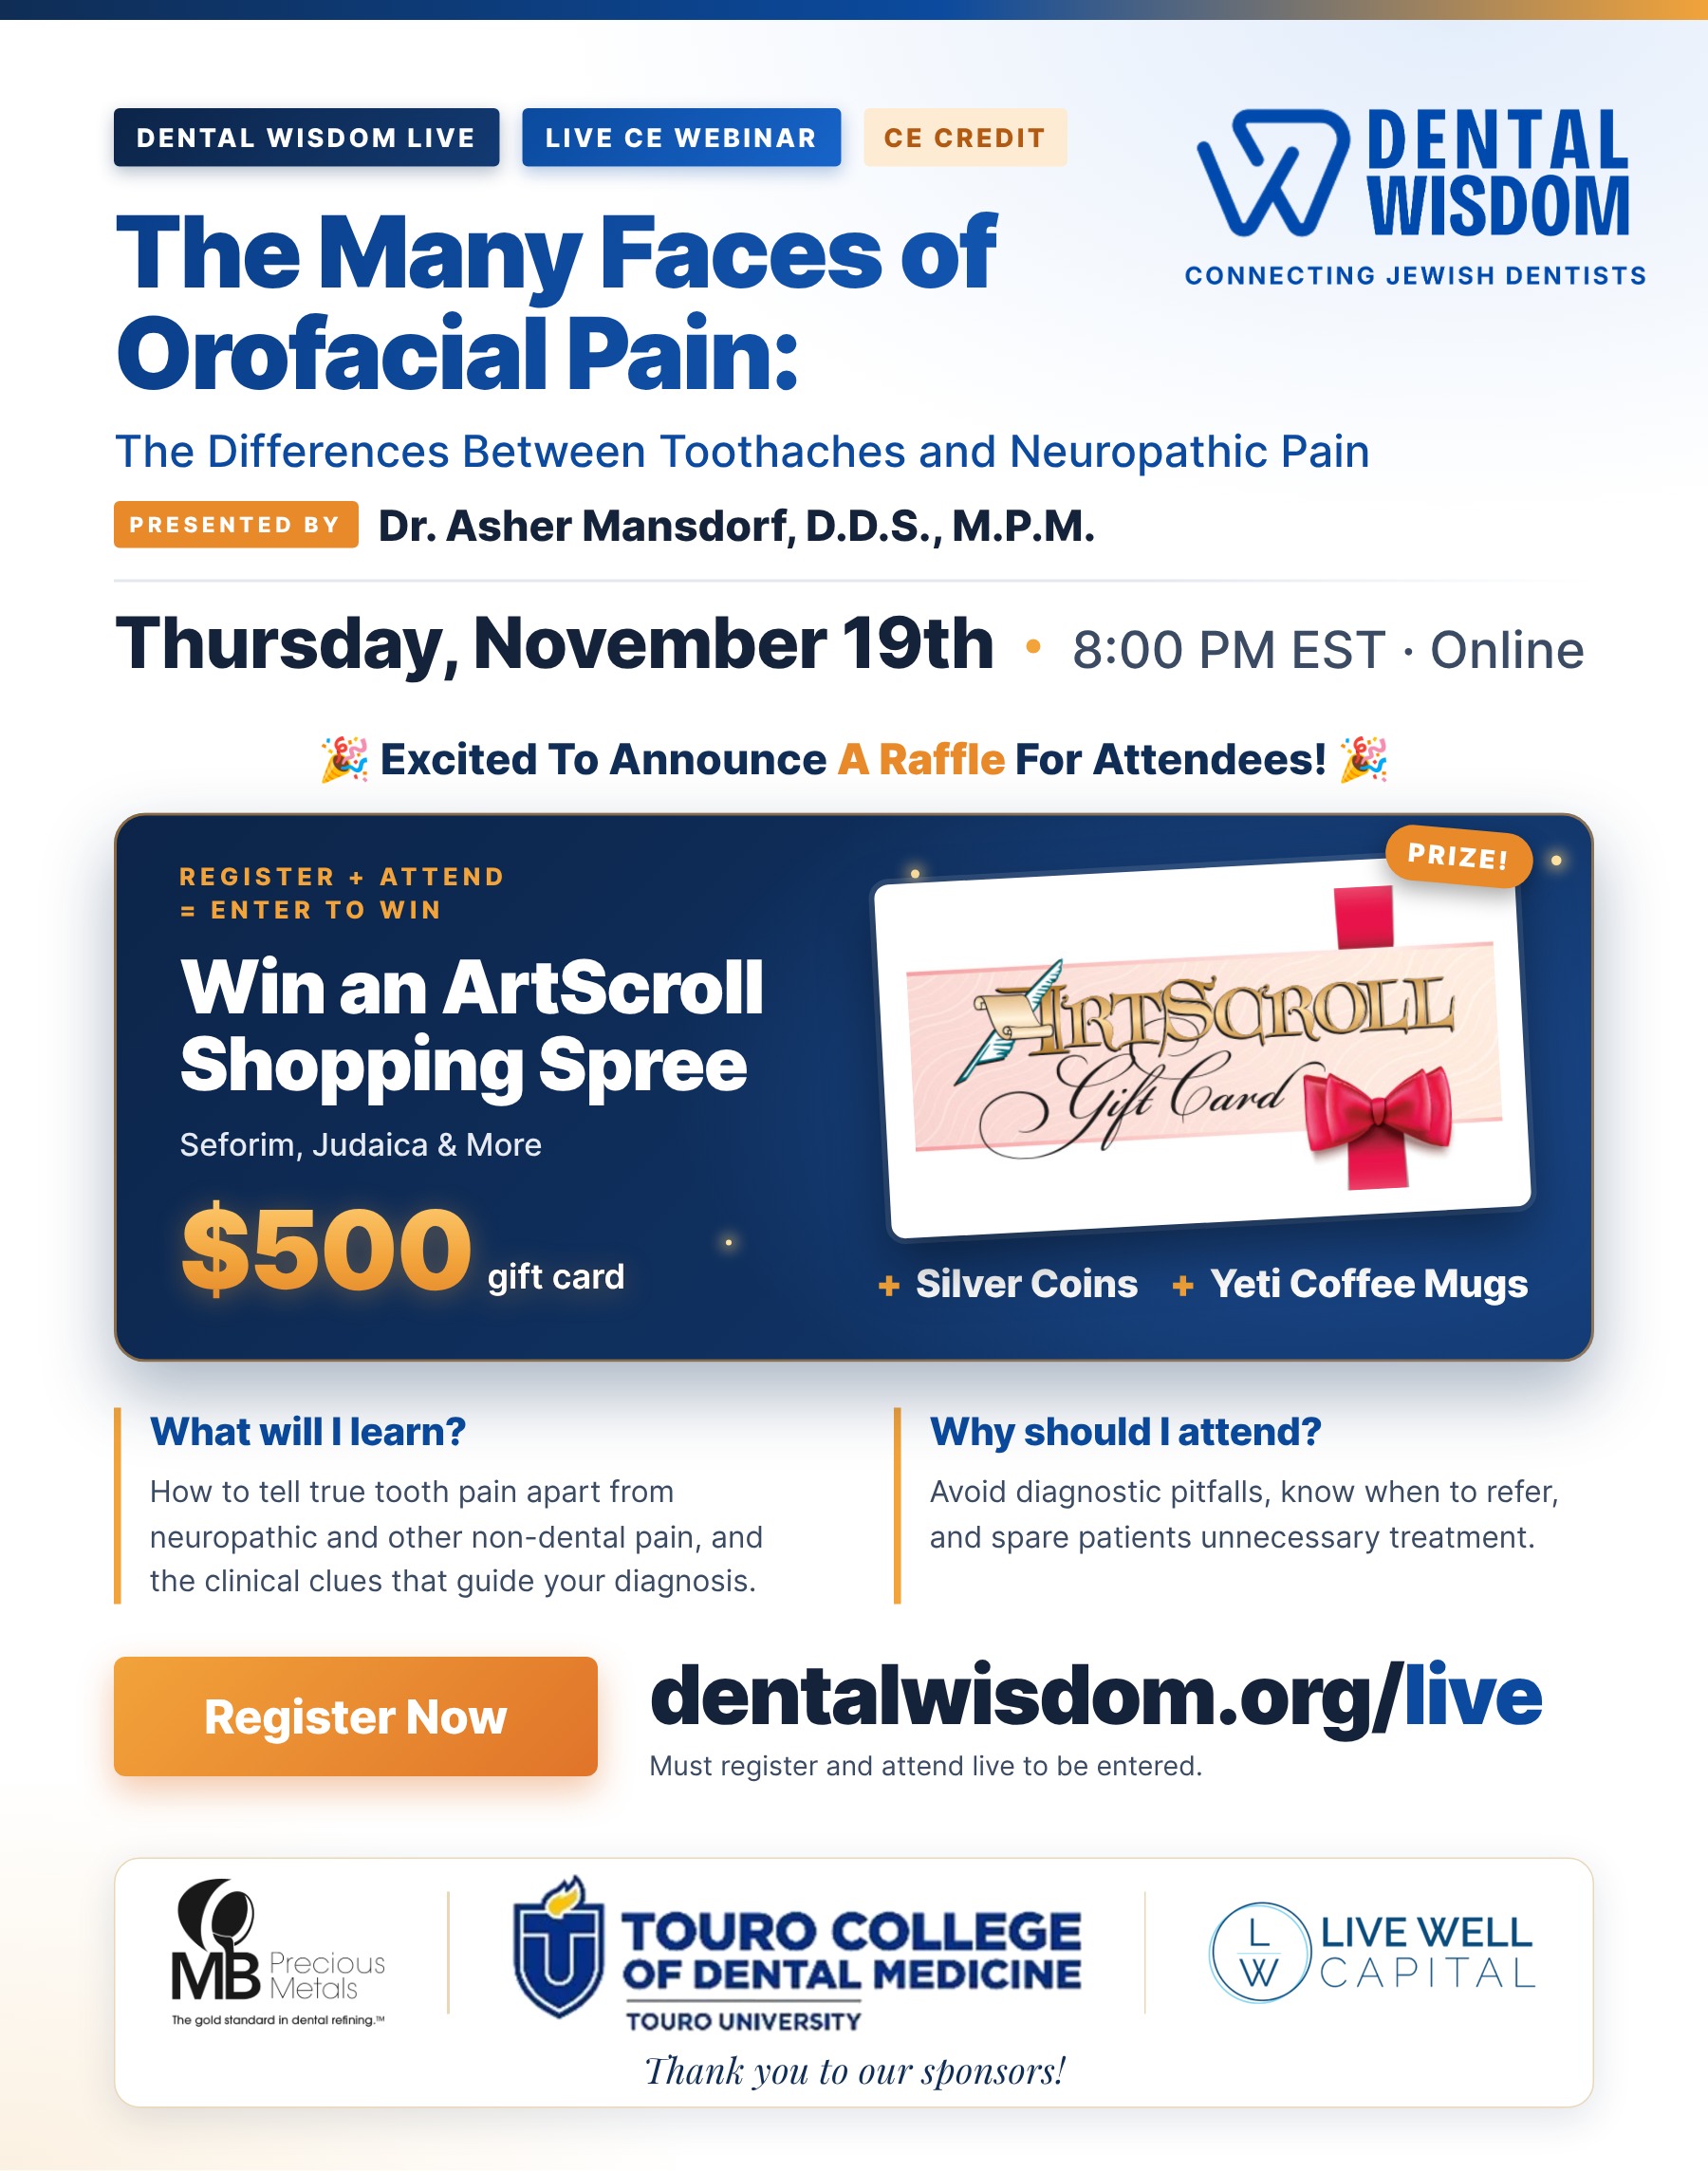 DENTAL WISDOM LIVE
LIVE CE WEBINAR
CE CREDIT
DENTAL
WISDOM
CONNECTING JEWISH DENTISTS
The Many Faces of
Orofacial Pain:
The Differences Between Toothaches and Neuropathic Pain
PRESENTED BY Dr. Asher Mansdorf, D.D.S., M.P.M.
Thursday, November 19th • 8:00 PM EST · Online
🎉 Excited To Announce A Raffle For Attendees! 🎉
REGISTER + ATTEND
= ENTER TO WIN
Win an ArtScroll
Shopping Spree
Seforim, Judaica & More
$500 gift card
PRIZE!
ARTSCROLL
Gift Card
+ Silver Coins + Yeti Coffee Mugs
What will I learn?
How to tell true tooth pain apart from
neuropathic and other non-dental pain, and
the clinical clues that guide your diagnosis.
Why should I attend?
Avoid diagnostic pitfalls, know when to refer,
and spare patients unnecessary treatment.
Register Now
dentalwisdom.org/live
Must register and attend live to be entered.
MB Precious
Metals
The gold standard in dental refining.™
TOURO COLLEGE
OF DENTAL MEDICINE
TOURO UNIVERSITY
L
W
LIVE WELL
CAPITAL
Thank you to our sponsors!